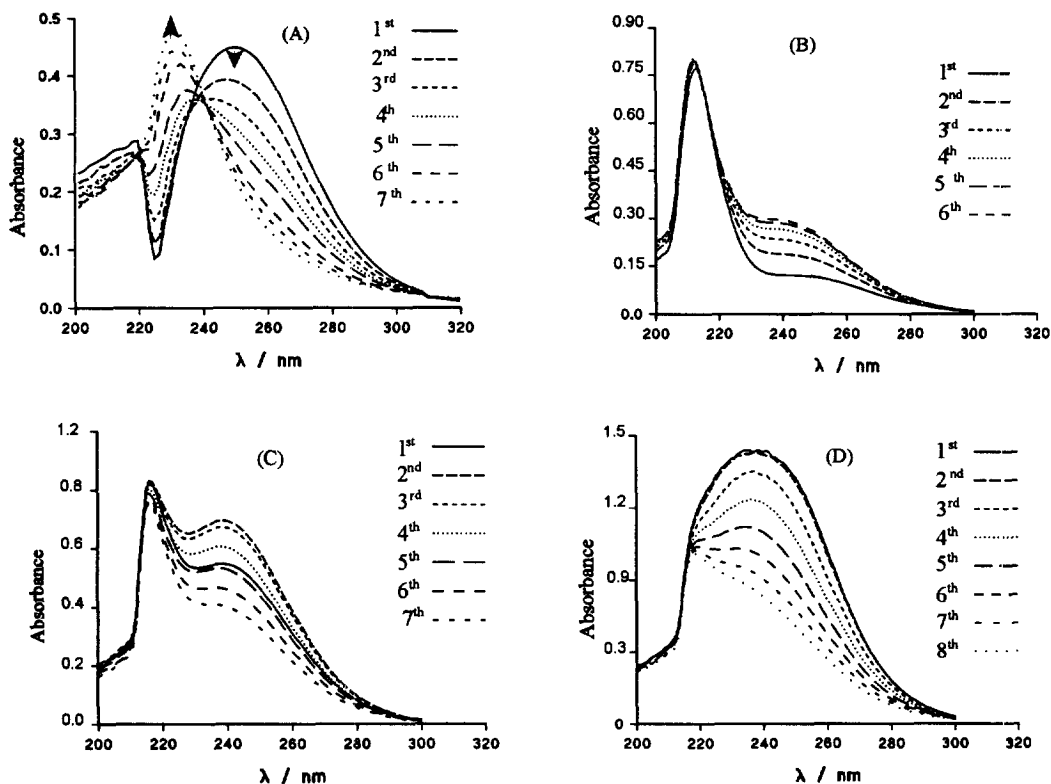 (A)
0.5
0.4
0.3
0.2
0.1
0.0
Absorbance
200 220 240 260 280 300 320
λ / nm
1st
2nd
3rd
4th
5th
6th
7th
(B)
0.90
0.75
0.60
0.45
0.30
0.15
0.0
Absorbance
200 220 240 260 280 300 320
λ / nm
1st
2nd
3rd
4th
5th
6th
(C)
1.2
0.8
0.6
0.4
0.2
0.0
Absorbance
200 220 240 260 280 300 320
λ / nm
1st
2nd
3rd
4th
5th
6th
7th
(D)
1.5
1.2
0.9
0.3
0
Absorbance
200 220 240 260 280 300 320
λ / nm
1st
2nd
3rd
4th
5th
6th
7th
8th